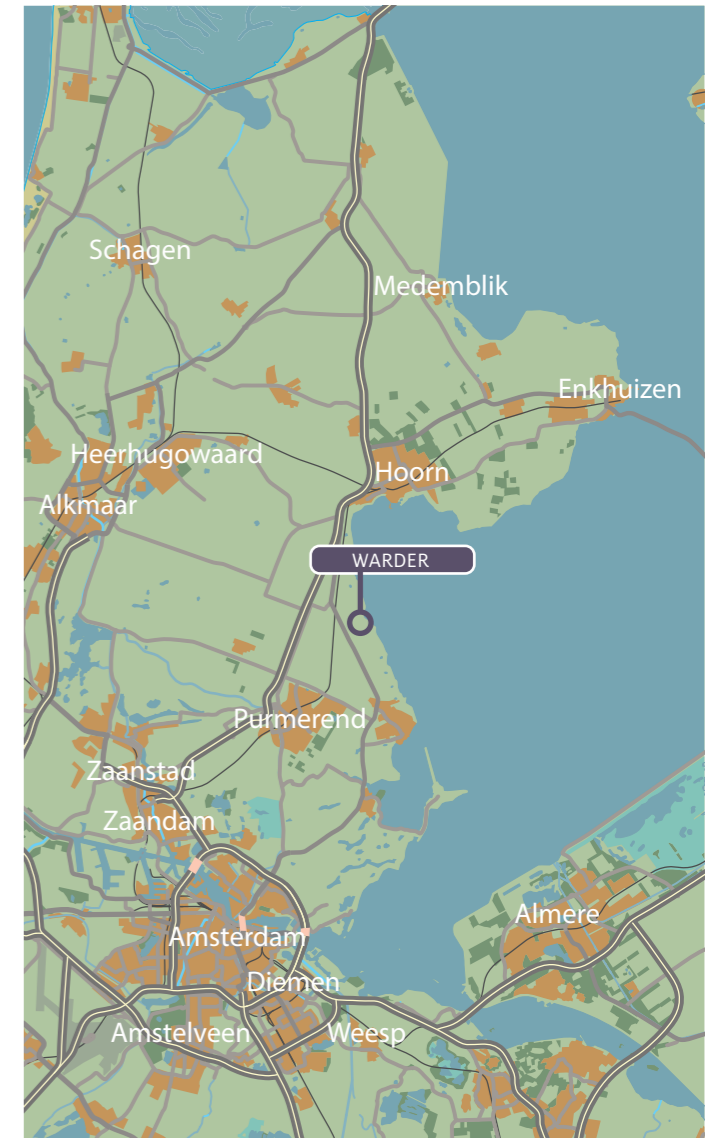 Schagen
Medemblik
Enkhuizen
Heerhugowaard
Hoorn
Alkmaar
WARDER
Purmerend
Zaanstad
Zaandam
Almere
Amsterdam
Diemen
Amstelveen
Weesp